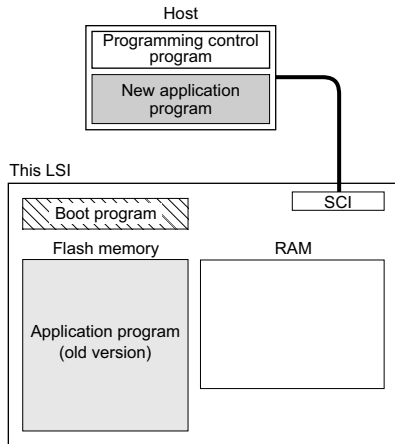 Host
Programming control
program
New application
program
This LSI
SCI
Boot program
Flash memory
RAM
Application program
(old version)